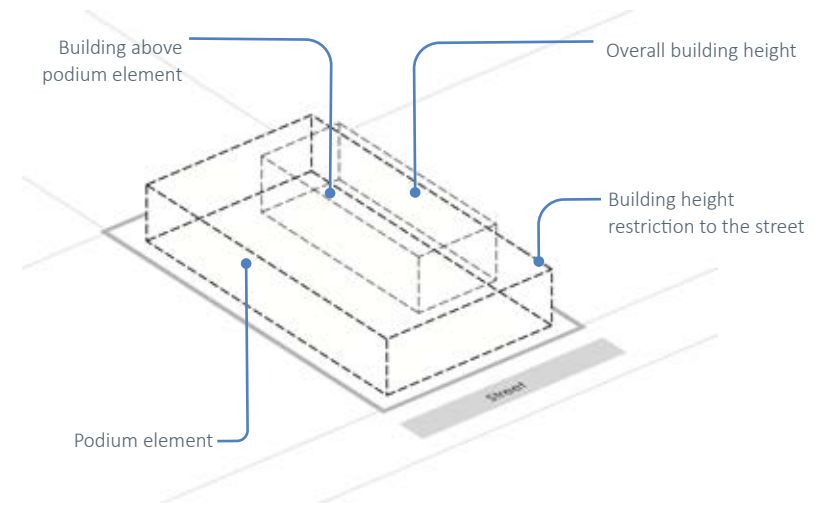 Building above
podium element
Overall building height
Building height
restriction to the street
Street
Podium element